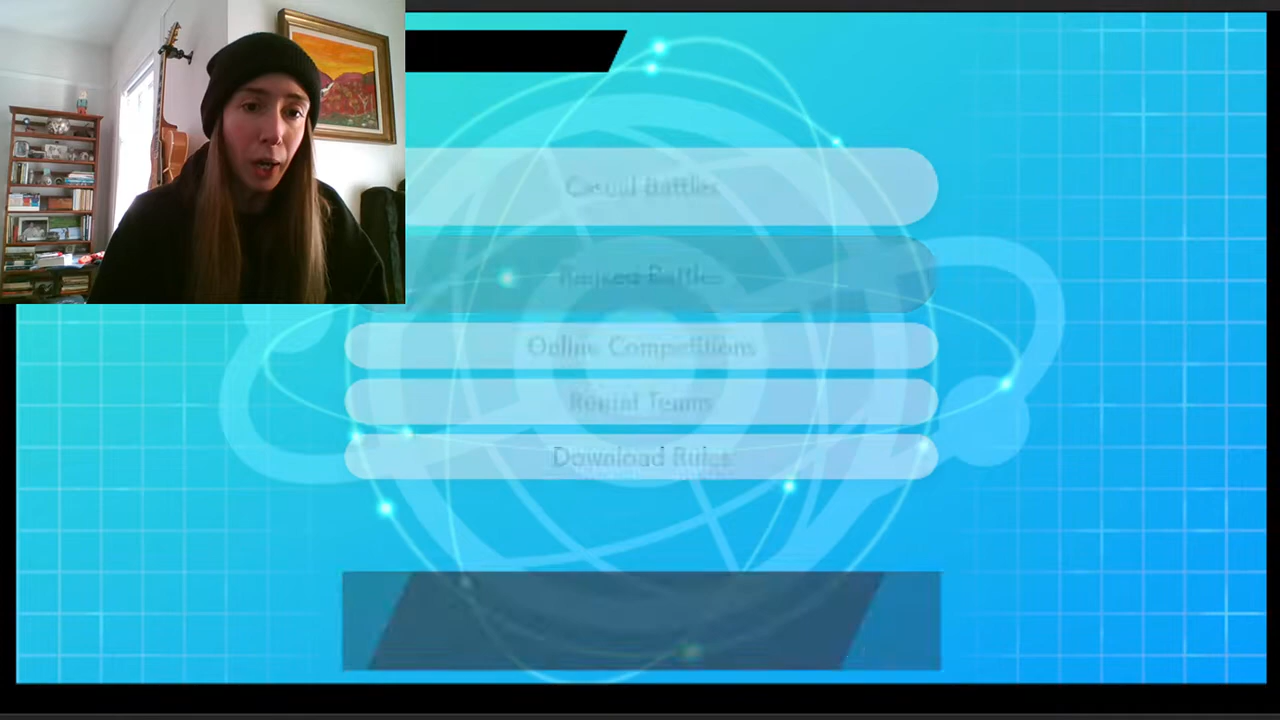 Casual Battles
Ranked Battles
Online Competitions
Rental Teams
Download Rules